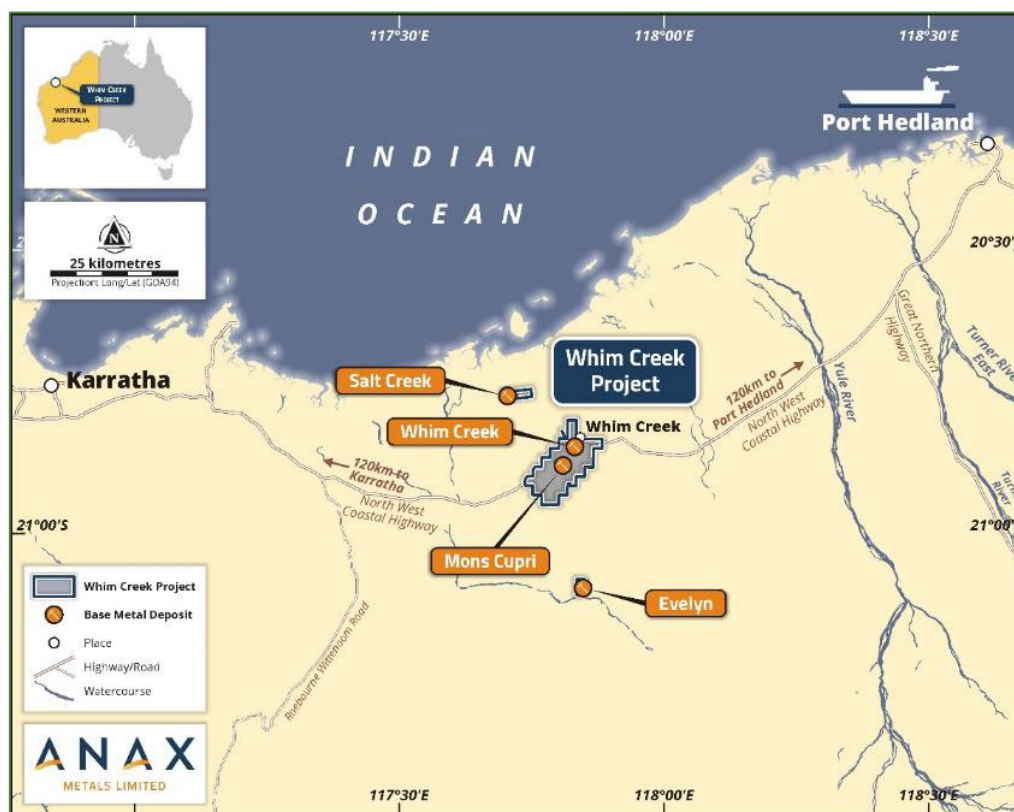 117°30'E
118°00'E
118°30'E
WHIM CREEK
PROJECT
WESTERN
AUSTRALIA
Port Hedland
INDIAN
OCEAN
N
25 kilometres
Projection: Long/Lat (GDA94)
20°30'
Great Northern
Highway
Turner River
East
Yule River
Karratha
Salt Creek
Whim Creek
Project
120km to
Port Hedland
North West
Coastal Highway
Whim Creek
Whim Creek
120km to
Karratha
North West
Coastal Highway
River
21°00'S
21°00'
Mons Cupri
Evelyn
Whim Creek Project
Base Metal Deposit
Place
Highway/Road
Watercourse
Roebourne Wittenoom Road
ANAX
METALS LIMITED
117°30'E
118°00'E
118°30'E